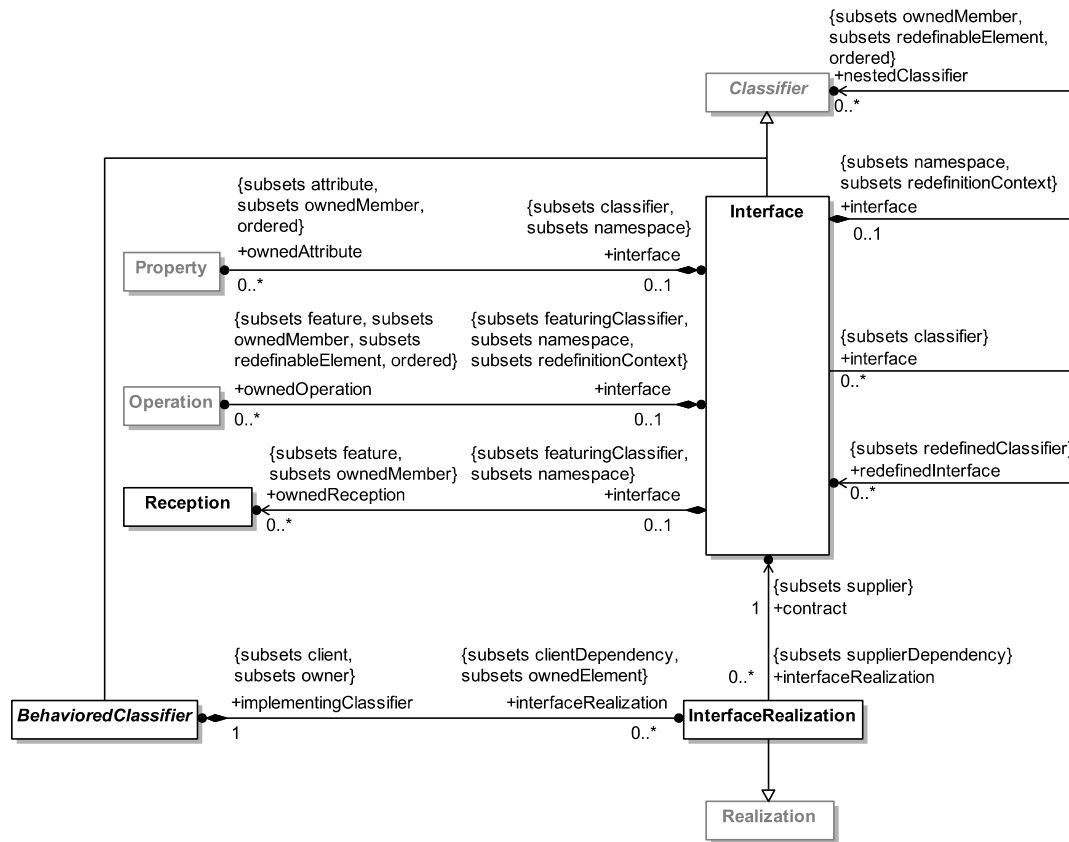 {subsets ownedMember,
subsets redefinableElement,
ordered}
+nestedClassifier
0..*
Classifier
{subsets namespace,
subsets redefinitionContext}
+interface
0..1
{subsets attribute,
subsets ownedMember,
ordered}
+ownedAttribute
0..*
{subsets classifier,
subsets namespace}
+interface
0..1
Interface
Property
{subsets feature, subsets
ownedMember, subsets
redefinableElement, ordered}
+ownedOperation
0..*
{subsets featuringClassifier,
subsets namespace,
subsets redefinitionContext}
+interface
0..1
{subsets classifier}
+interface
0..*
Operation
{subsets feature,
subsets ownedMember}
+ownedReception
0..*
{subsets featuringClassifier,
subsets namespace}
+interface
0..1
{subsets redefinedClassifier}
+redefinedInterface
0..*
Reception
{subsets supplier}
1 +contract
{subsets client,
subsets owner}
+implementingClassifier
1
{subsets clientDependency,
subsets ownedElement}
+interfaceRealization
0..*
{subsets supplierDependency}
0..* +interfaceRealization
BehavioredClassifier
InterfaceRealization
Realization